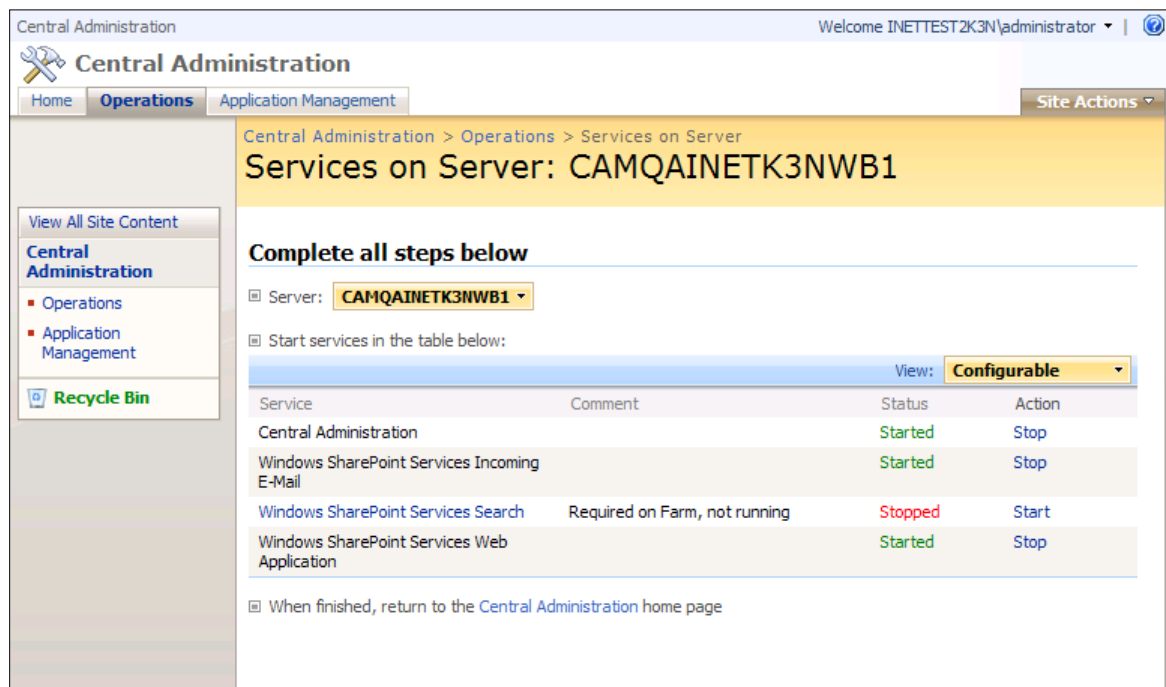 Central Administration
Welcome INETTEST2K3N\administrator |
Central Administration
Home Operations Application Management
Site Actions
Central Administration > Operations > Services on Server
Services on Server: CAMQAINETK3NWB1
View All Site Content
Central
Administration
Operations
Application
Management
Recycle Bin
Complete all steps below
Server: CAMQAINETK3NWB1
Start services in the table below:
View: Configurable
Service Comment Status Action
Central Administration Started Stop
Windows SharePoint Services Incoming
E-Mail Started Stop
Windows SharePoint Services Search Required on Farm, not running Stopped Start
Windows SharePoint Services Web
Application Started Stop
When finished, return to the Central Administration home page